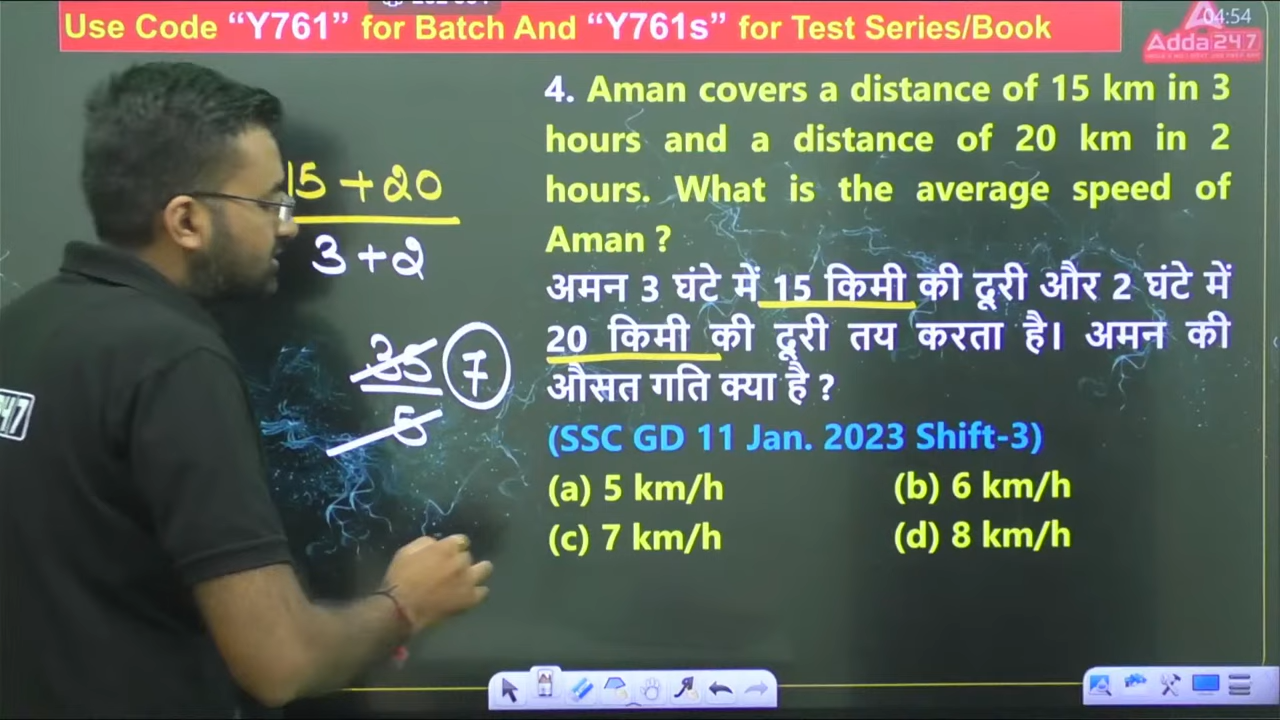 Use Code “Y761” for Batch And “Y761s” for Test Series/Book
04:54
Adda 247
4. Aman covers a distance of 15 km in 3
hours and a distance of 20 km in 2
hours. What is the average speed of
Aman ?
अमन 3 घंटे में 15 किमी की दूरी और 2 घंटे में
20 किमी की दूरी तय करता है। अमन की
औसत गति क्या है ?
(SSC GD 11 Jan. 2023 Shift-3)
(a) 5 km/h (b) 6 km/h
(c) 7 km/h (d) 8 km/h
15 + 20
3 + 2
35 7
5
247